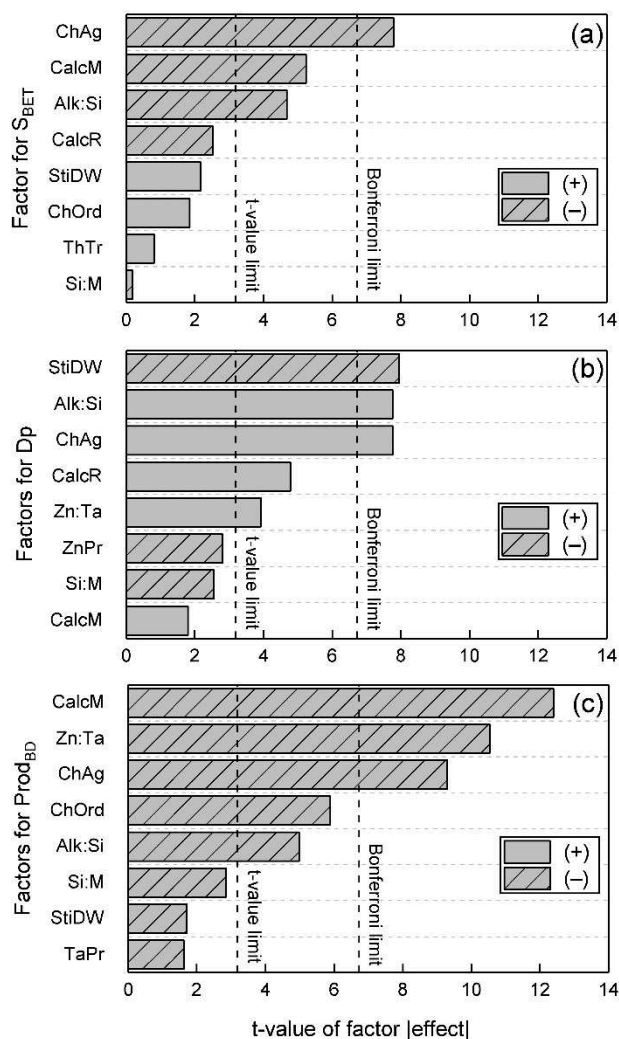 (a)
Factor for S_BET
ChAg
CalcM
Alk:Si
CalcR
StiDW
ChOrd
ThTr
Si:M
t-value limit
Bonferroni limit
(+)
(–)
0 2 4 6 8 10 12 14
(b)
Factors for Dp
StiDW
Alk:Si
ChAg
CalcR
Zn:Ta
ZnPr
Si:M
CalcM
t-value limit
Bonferroni limit
(+)
(–)
0 2 4 6 8 10 12 14
(c)
Factors for Prod_BD
CalcM
Zn:Ta
ChAg
ChOrd
Alk:Si
Si:M
StiDW
TaPr
t-value limit
Bonferroni limit
(+)
(–)
0 2 4 6 8 10 12 14
t-value of factor |effect|